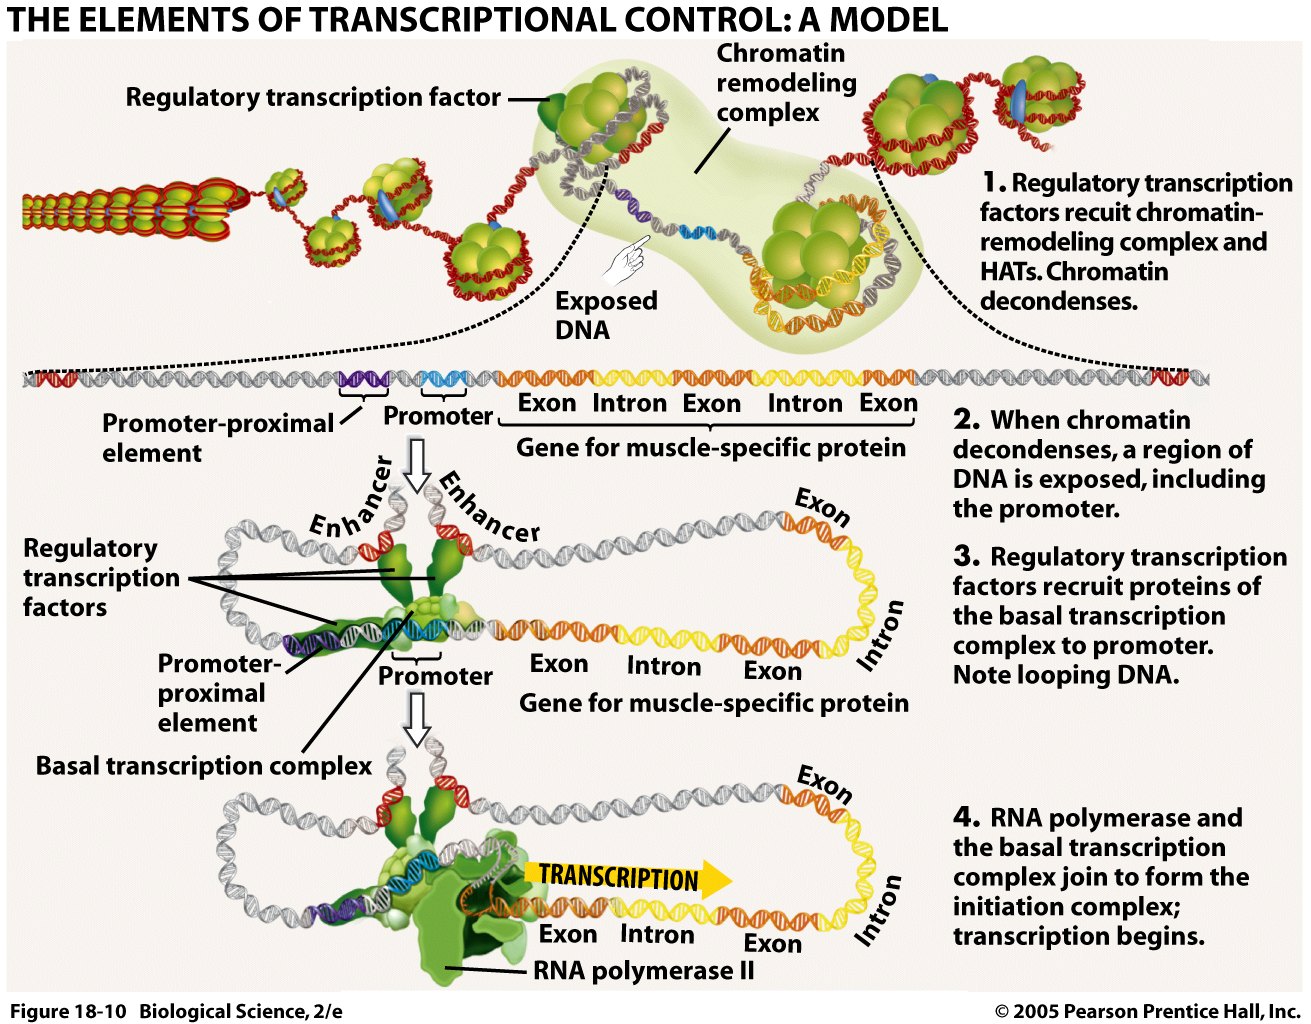 THE ELEMENTS OF TRANSCRIPTIONAL CONTROL: A MODEL
Regulatory transcription factor
Chromatin
remodeling
complex
Exposed
DNA
1. Regulatory transcription
factors recuit chromatin-
remodeling complex and
HATs. Chromatin
decondenses.
Promoter-proximal
element
Promoter
Exon Intron Exon Intron Exon
Gene for muscle-specific protein
2. When chromatin
decondenses, a region of
DNA is exposed, including
the promoter.
Enhancer
Enhancer
Exon
Regulatory
transcription
factors
Intron
Promoter-
proximal
element
Promoter
Exon Intron Exon
Gene for muscle-specific protein
Basal transcription complex
3. Regulatory transcription
factors recruit proteins of
the basal transcription
complex to promoter.
Note looping DNA.
Exon
TRANSCRIPTION
Intron
Exon Intron Exon
RNA polymerase II
4. RNA polymerase and
the basal transcription
complex join to form the
initiation complex;
transcription begins.
Figure 18-10 Biological Science, 2/e
© 2005 Pearson Prentice Hall, Inc.